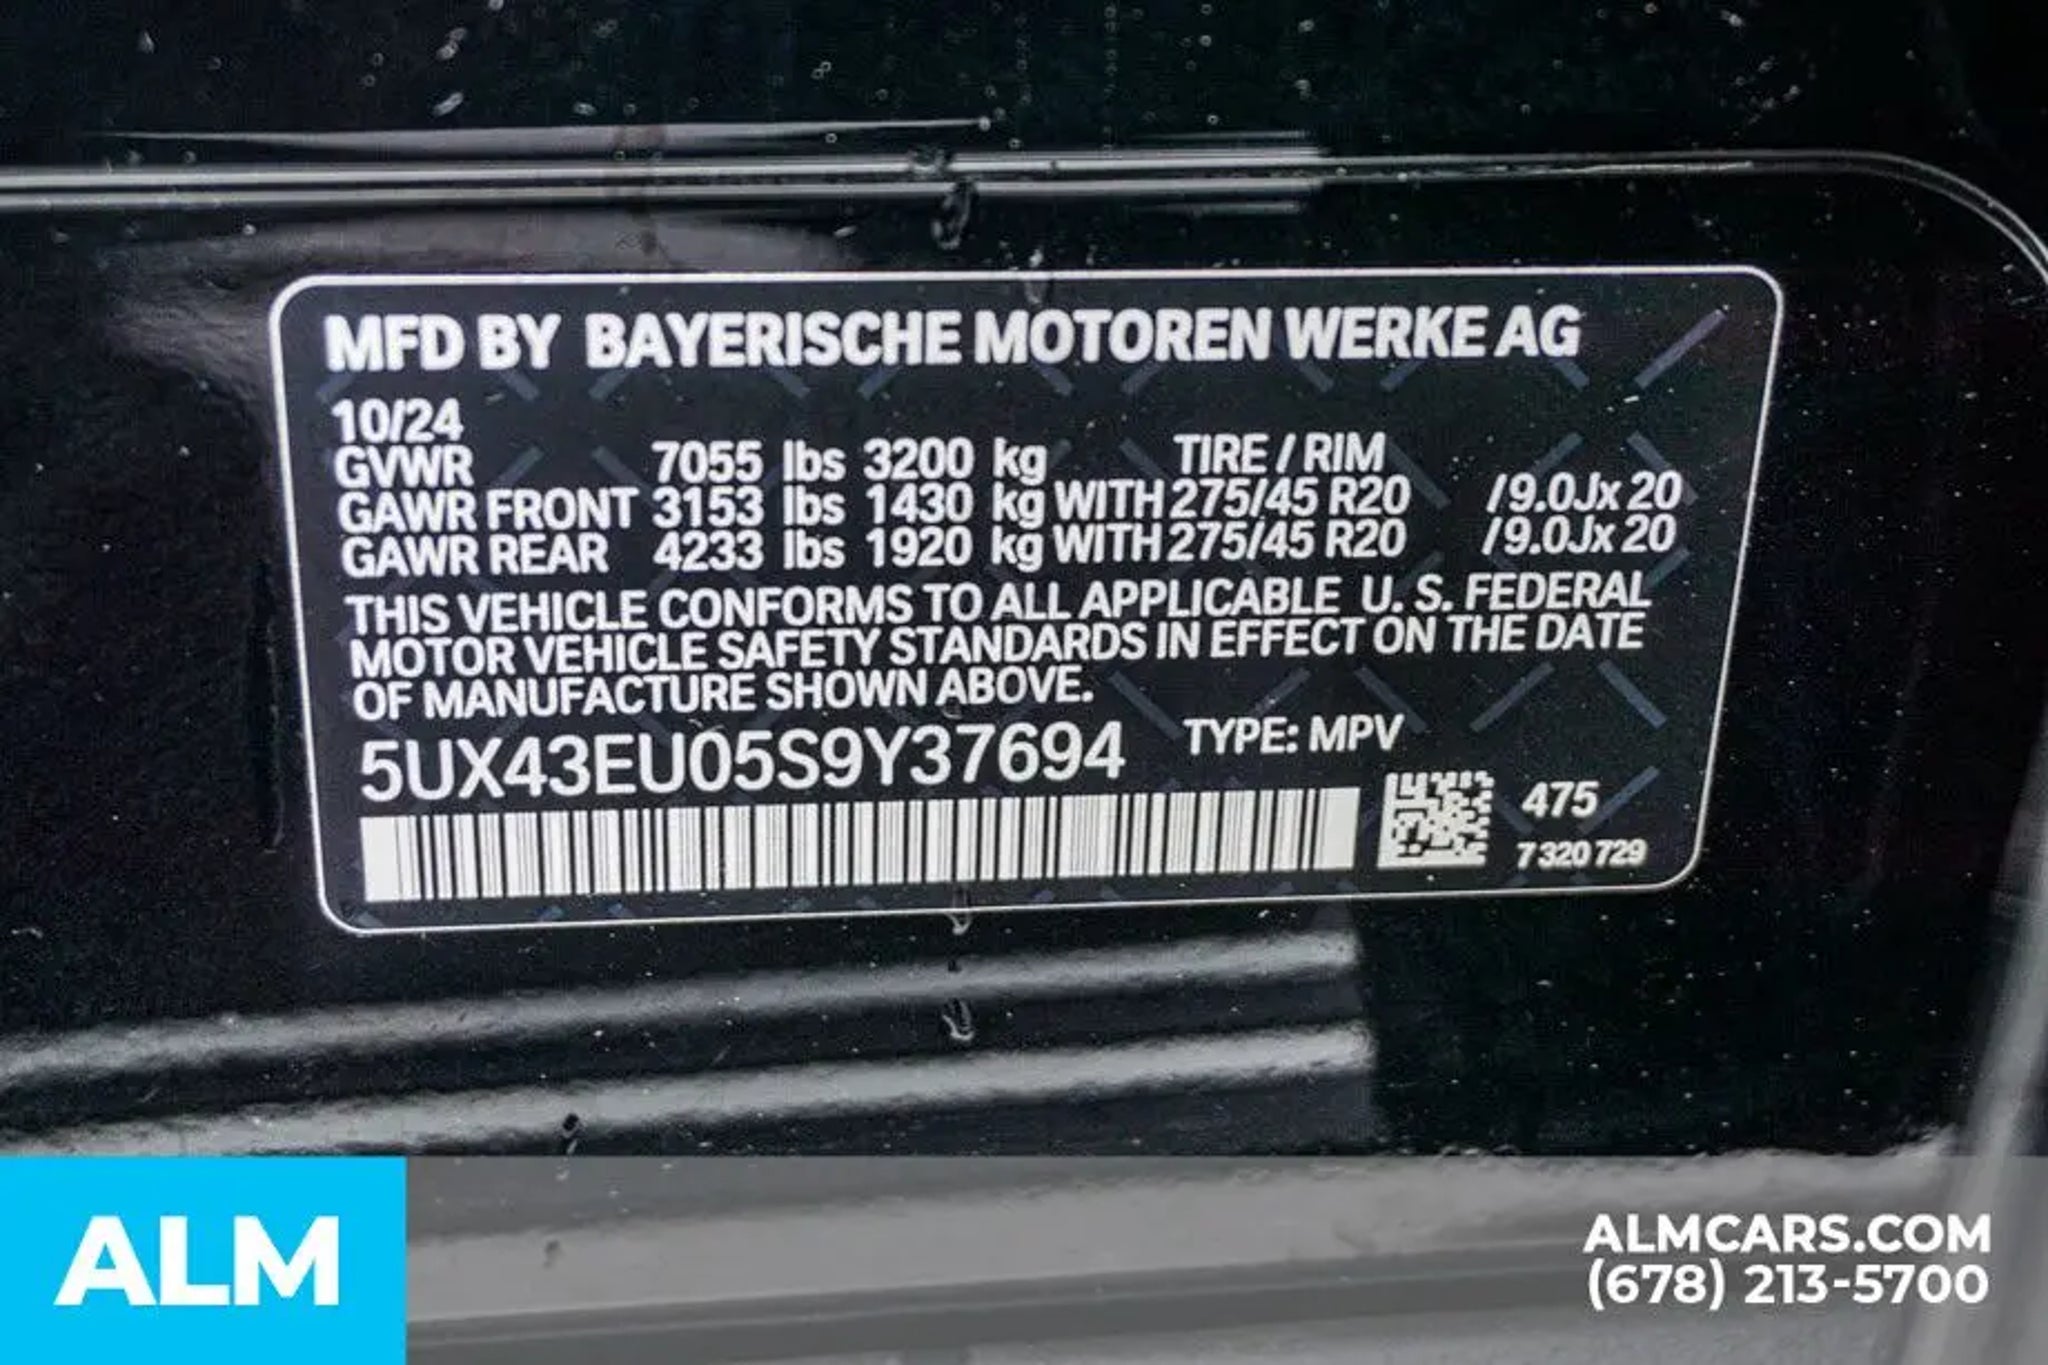 MFD BY BAYERISCHE MOTOREN WERKE AG
10/24
GVWR 7055 lbs 3200 kg TIRE / RIM
GAWR FRONT 3153 lbs 1430 kg WITH 275/45 R20 /9.0Jx 20
GAWR REAR 4233 lbs 1920 kg WITH 275/45 R20 /9.0Jx 20
THIS VEHICLE CONFORMS TO ALL APPLICABLE U. S. FEDERAL
MOTOR VEHICLE SAFETY STANDARDS IN EFFECT ON THE DATE
OF MANUFACTURE SHOWN ABOVE.
5UX43EU05S9Y37694 TYPE: MPV
475
7 320 729
ALM
ALMCARS.COM
(678) 213-5700